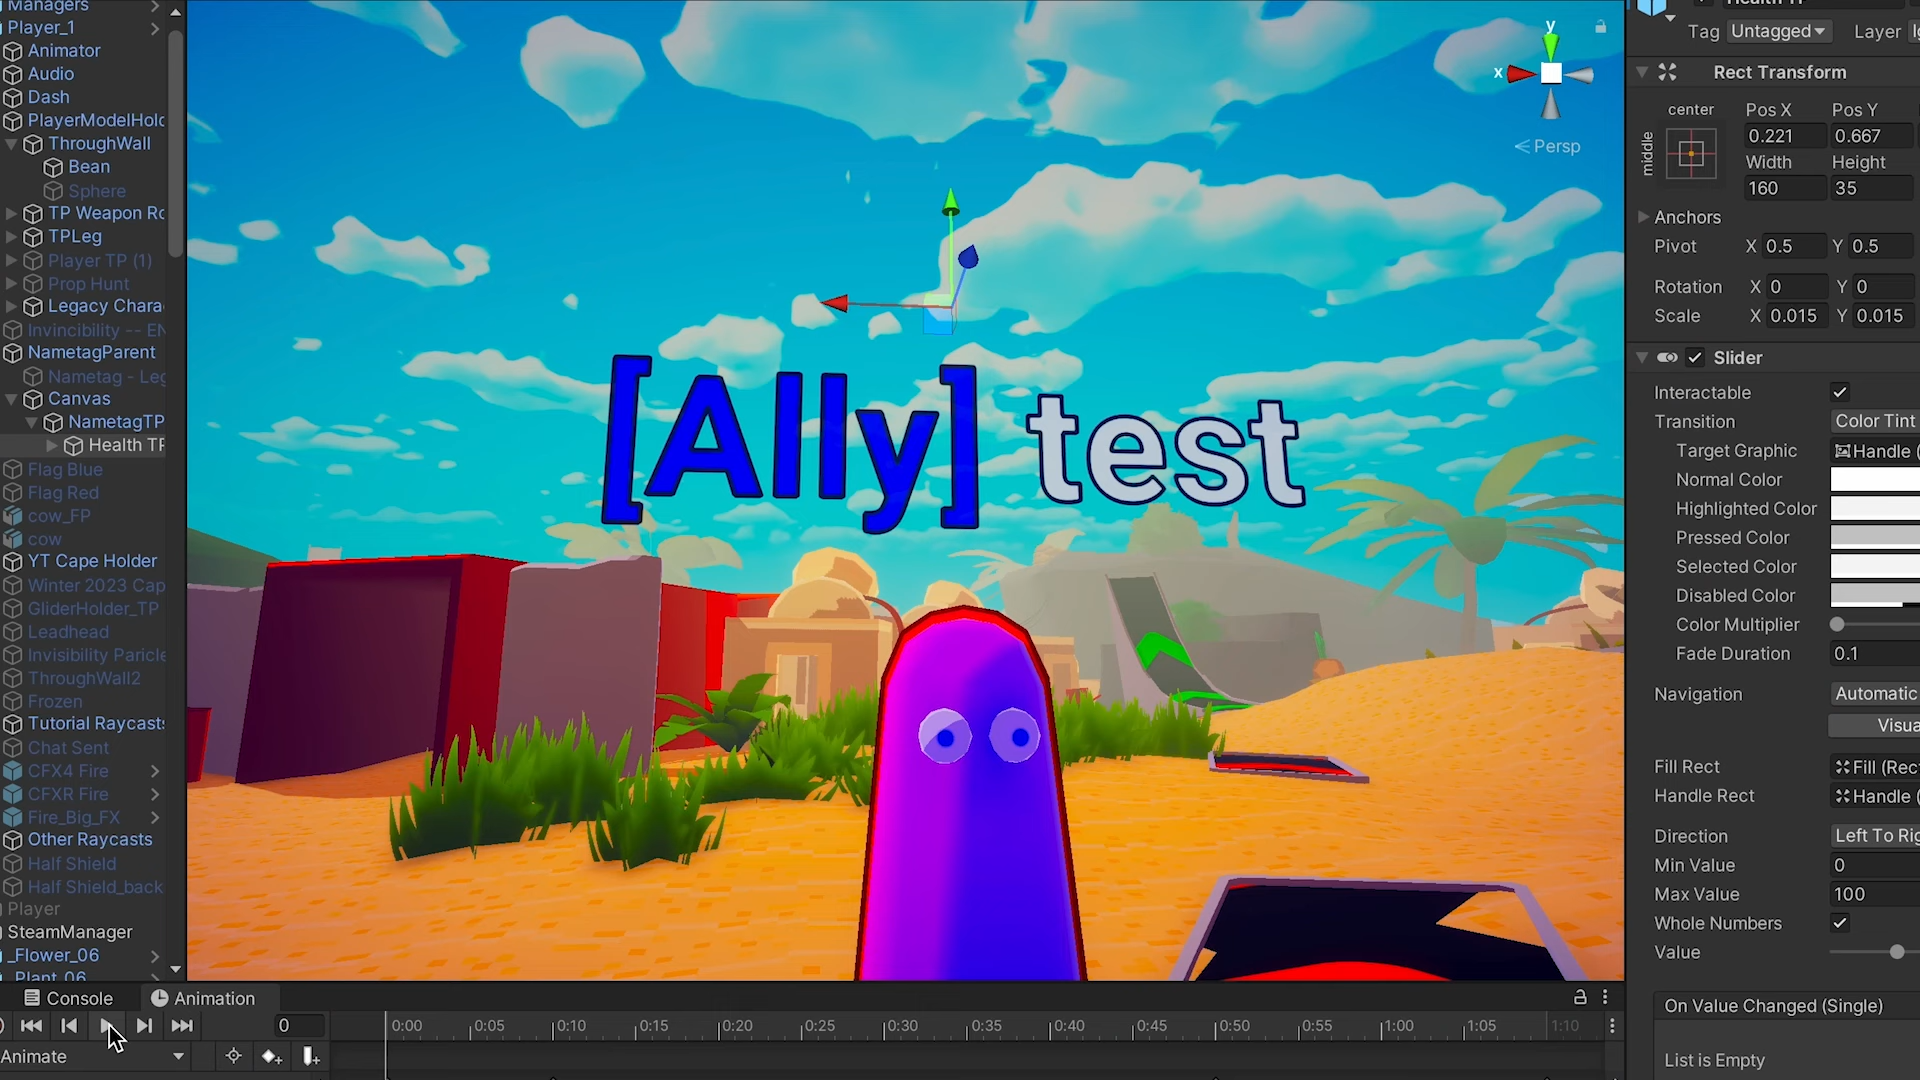 Managers
Player_1
Animator
Audio
Dash
PlayerModelHold
ThroughWall
Bean
Sphere
TP Weapon Ro
TPLeg
Player TP (1)
Prop Hunt
Legacy Chara
Invincibility -- EN
NametagParent
Nametag - Leg
Canvas
NametagTP
Health TP
Flag Blue
Flag Red
cow_FP
cow
YT Cape Holder
Winter 2023 Cap
GliderHolder_TP
Leadhead
Invisibility Paricle
ThroughWall2
Frozen
Tutorial Raycasts
Chat Sent
CFX4 Fire
CFXR Fire
Fire_Big_FX
Other Raycasts
Half Shield
Half Shield_back
Player
SteamManager
_Flower_06
_Plant_06
y
x
Persp
[Ally] test
Console
Animation
0
0:00 0:05 0:10 0:15 0:20 0:25 0:30 0:35 0:40 0:45 0:50 0:55 1:00 1:05 1:10
Animate
Tag Untagged Layer
Rect Transform
center
middle
Pos X Pos Y
0.221 0.667
Width Height
160 35
Anchors
Pivot X 0.5 Y 0.5
Rotation X 0 Y 0
Scale X 0.015 Y 0.015
Slider
Interactable
Transition Color Tint
Target Graphic Handle (
Normal Color
Highlighted Color
Pressed Color
Selected Color
Disabled Color
Color Multiplier
Fade Duration 0.1
Navigation Automatic
Visua
Fill Rect Fill (Rect
Handle Rect Handle (
Direction Left To Rig
Min Value 0
Max Value 100
Whole Numbers
Value
On Value Changed (Single)
List is Empty